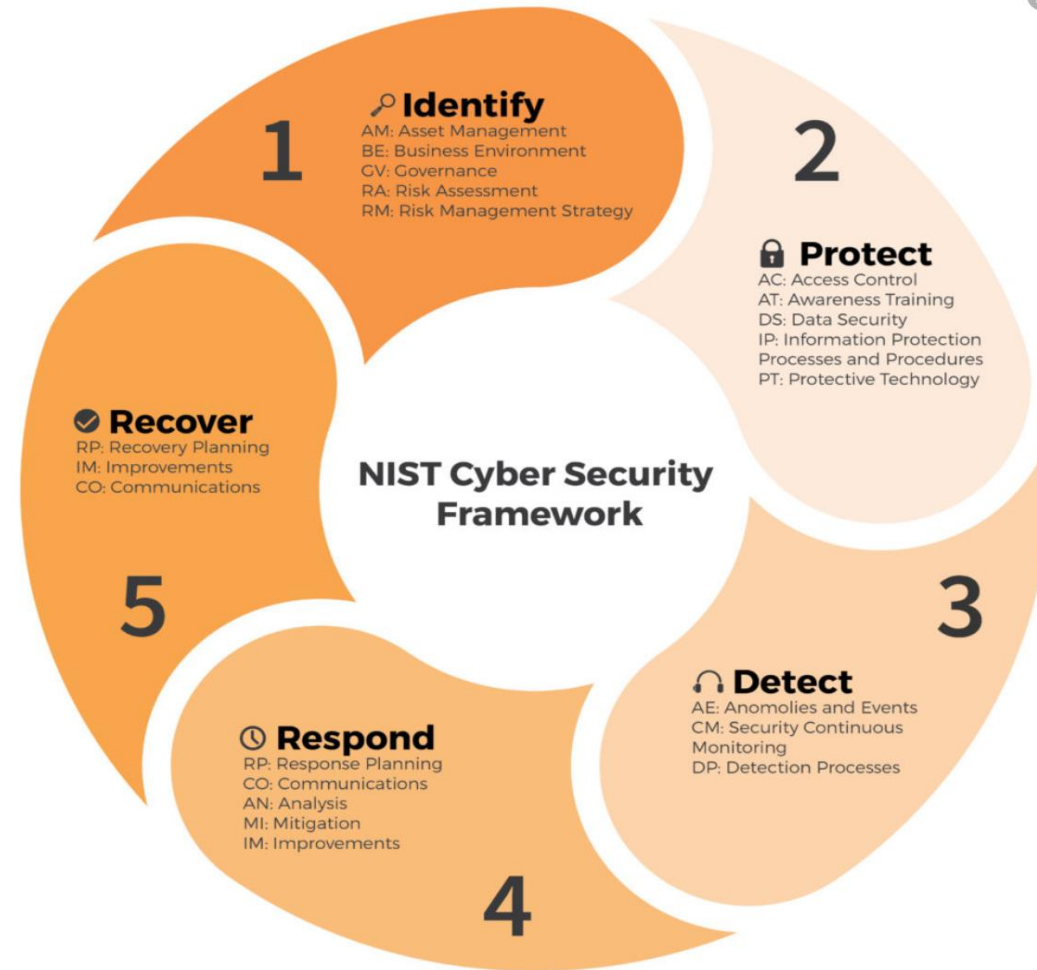 1
Identify
AM: Asset Management
BE: Business Environment
GV: Governance
RA: Risk Assessment
RM: Risk Management Strategy
2
Protect
AC: Access Control
AT: Awareness Training
DS: Data Security
IP: Information Protection
Processes and Procedures
PT: Protective Technology
3
Detect
AE: Anomolies and Events
CM: Security Continuous
Monitoring
DP: Detection Processes
4
Respond
RP: Response Planning
CO: Communications
AN: Analysis
MI: Mitigation
IM: Improvements
5
Recover
RP: Recovery Planning
IM: Improvements
CO: Communications
NIST Cyber Security
Framework